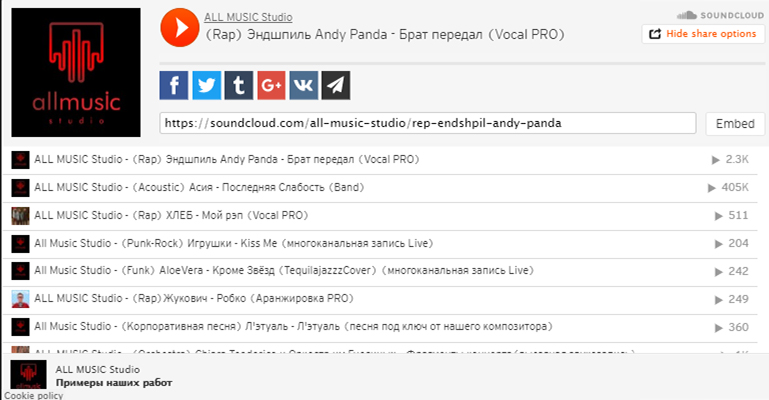 ALL MUSIC Studio
SOUNDCLOUD
(Rap) Эндшпиль Andy Panda - Брат передал (Vocal PRO)
Hide share options
allmusic
studio
https://soundcloud.com/all-music-studio/rep-endshpil-andy-panda
Embed
ALL MUSIC Studio - (Rap) Эндшпиль Andy Panda - Брат передал (Vocal PRO) 2.3K
ALL MUSIC Studio - (Acoustic) Асия - Последняя Слабость (Band) 405K
ALL MUSIC Studio - (Rap) ХЛЕБ - Мой рэп (Vocal PRO) 511
All Music Studio - (Punk-Rock) Игрушки - Kiss Me (многоканальная запись Live) 204
ALL MUSIC Studio - (Funk) AloeVera - Кроме Звёзд (TequilajazzzCover) (многоканальная запись Live) 242
ALL MUSIC Studio - (Rap)Жукович - Робко (Аранжировка PRO) 249
All Music Studio - (Корпоративная песня) Л'этуаль - Л'этуаль (песня под ключ от нашего композитора) 360
ALL MUSIC Studio
Примеры наших работ
Cookie policy